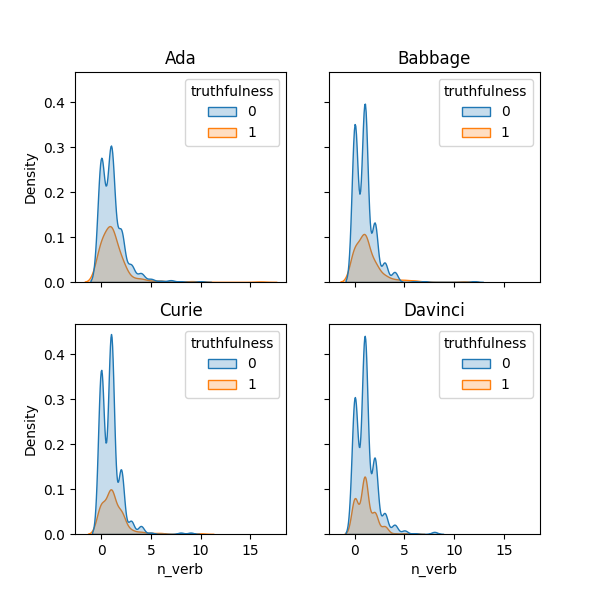 Ada
Babbage
truthfulness
0
1
truthfulness
0
1
Density
0.4
0.3
0.2
0.1
0.0
Curie
Davinci
truthfulness
0
1
truthfulness
0
1
Density
0.4
0.3
0.2
0.1
0.0
0 5 10 15
0 5 10 15
n_verb
n_verb